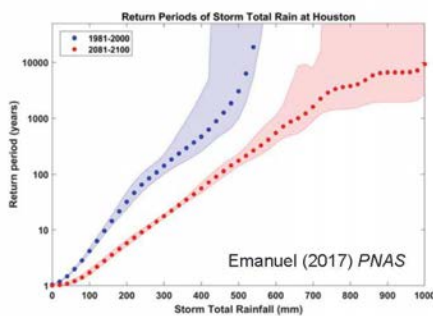 Return Periods of Storm Total Rain at Houston
1981-2000
2081-2100
Return period (years)
10000
1000
100
10
1
0 100 200 300 400 500 600 700 800 900 1000
Storm Total Rainfall (mm)
Emanuel (2017) PNAS